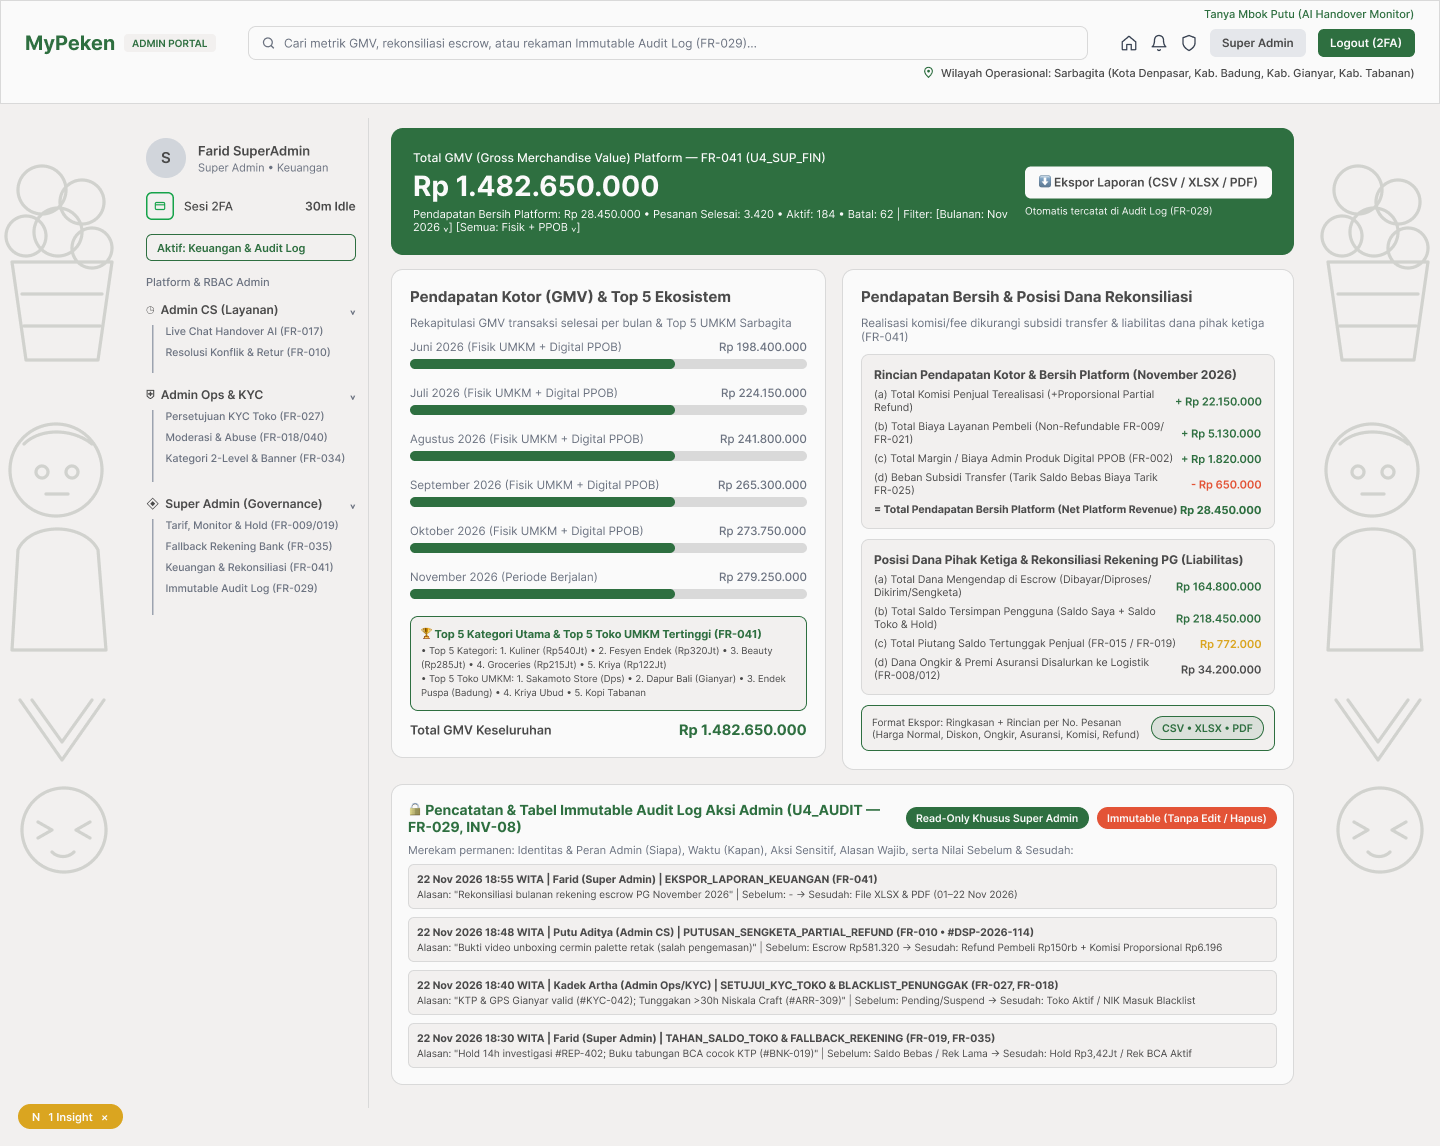 Tanya Mbok Putu (AI Handover Monitor)
MyPeken
ADMIN PORTAL
Cari metrik GMV, rekonsiliasi escrow, atau rekaman Immutable Audit Log (FR-029)...
Super Admin
Logout (2FA)
Wilayah Operasional: Sarbagita (Kota Denpasar, Kab. Badung, Kab. Gianyar, Kab. Tabanan)
S
Farid SuperAdmin
Super Admin • Keuangan
Sesi 2FA
30m Idle
Aktif: Keuangan & Audit Log
Platform & RBAC Admin
Admin CS (Layanan)
Live Chat Handover AI (FR-017)
Resolusi Konflik & Retur (FR-010)
Admin Ops & KYC
Persetujuan KYC Toko (FR-027)
Moderasi & Abuse (FR-018/040)
Kategori 2-Level & Banner (FR-034)
Super Admin (Governance)
Tarif, Monitor & Hold (FR-009/019)
Fallback Rekening Bank (FR-035)
Keuangan & Rekonsiliasi (FR-041)
Immutable Audit Log (FR-029)
Total GMV (Gross Merchandise Value) Platform — FR-041 (U4_SUP_FIN)
Rp 1.482.650.000
Pendapatan Bersih Platform: Rp 28.450.000 • Pesanan Selesai: 3.420 • Aktif: 184 • Batal: 62 | Filter: [Bulanan: Nov
2026 ˬ] [Semua: Fisik + PPOB ˬ]
⬇️ Ekspor Laporan (CSV / XLSX / PDF)
Otomatis tercatat di Audit Log (FR-029)
Pendapatan Kotor (GMV) & Top 5 Ekosistem
Rekapitulasi GMV transaksi selesai per bulan & Top 5 UMKM Sarbagita
Juni 2026 (Fisik UMKM + Digital PPOB)
Rp 198.400.000
Juli 2026 (Fisik UMKM + Digital PPOB)
Rp 224.150.000
Agustus 2026 (Fisik UMKM + Digital PPOB)
Rp 241.800.000
September 2026 (Fisik UMKM + Digital PPOB)
Rp 265.300.000
Oktober 2026 (Fisik UMKM + Digital PPOB)
Rp 273.750.000
November 2026 (Periode Berjalan)
Rp 279.250.000
🏆 Top 5 Kategori Utama & Top 5 Toko UMKM Tertinggi (FR-041)
• Top 5 Kategori: 1. Kuliner (Rp540Jt) • 2. Fesyen Endek (Rp320Jt) • 3. Beauty
(Rp285Jt) • 4. Groceries (Rp215Jt) • 5. Kriya (Rp122Jt)
• Top 5 Toko UMKM: 1. Sakamoto Store (Dps) • 2. Dapur Bali (Gianyar) • 3. Endek
Puspa (Badung) • 4. Kriya Ubud • 5. Kopi Tabanan
Total GMV Keseluruhan
Rp 1.482.650.000
Pendapatan Bersih & Posisi Dana Rekonsiliasi
Realisasi komisi/fee dikurangi subsidi transfer & liabilitas dana pihak ketiga
(FR-041)
Rincian Pendapatan Kotor & Bersih Platform (November 2026)
(a) Total Komisi Penjual Terealisasi (+Proporsional Partial
Refund)
+ Rp 22.150.000
(b) Total Biaya Layanan Pembeli (Non-Refundable FR-009/
FR-021)
+ Rp 5.130.000
(c) Total Margin / Biaya Admin Produk Digital PPOB (FR-002)
+ Rp 1.820.000
(d) Beban Subsidi Transfer (Tarik Saldo Bebas Biaya Tarik
FR-025)
- Rp 650.000
= Total Pendapatan Bersih Platform (Net Platform Revenue)
Rp 28.450.000
Posisi Dana Pihak Ketiga & Rekonsiliasi Rekening PG (Liabilitas)
(a) Total Dana Mengendap di Escrow (Dibayar/Diproses/
Dikirim/Sengketa)
Rp 164.800.000
(b) Total Saldo Tersimpan Pengguna (Saldo Saya + Saldo
Toko & Hold)
Rp 218.450.000
(c) Total Piutang Saldo Tertunggak Penjual (FR-015 / FR-019)
Rp 772.000
(d) Dana Ongkir & Premi Asuransi Disalurkan ke Logistik
(FR-008/012)
Rp 34.200.000
Format Ekspor: Ringkasan + Rincian per No. Pesanan
(Harga Normal, Diskon, Ongkir, Asuransi, Komisi, Refund)
CSV • XLSX • PDF
🔒 Pencatatan & Tabel Immutable Audit Log Aksi Admin (U4_AUDIT —
FR-029, INV-08)
Read-Only Khusus Super Admin
Immutable (Tanpa Edit / Hapus)
Merekam permanen: Identitas & Peran Admin (Siapa), Waktu (Kapan), Aksi Sensitif, Alasan Wajib, serta Nilai Sebelum & Sesudah:
22 Nov 2026 18:55 WITA | Farid (Super Admin) | EKSPOR_LAPORAN_KEUANGAN (FR-041)
Alasan: "Rekonsiliasi bulanan rekening escrow PG November 2026" | Sebelum: - → Sesudah: File XLSX & PDF (01–22 Nov 2026)
22 Nov 2026 18:48 WITA | Putu Aditya (Admin CS) | PUTUSAN_SENGKETA_PARTIAL_REFUND (FR-010 • #DSP-2026-114)
Alasan: "Bukti video unboxing cermin palette retak (salah pengemasan)" | Sebelum: Escrow Rp581.320 → Sesudah: Refund Pembeli Rp150rb + Komisi Proporsional Rp6.196
22 Nov 2026 18:40 WITA | Kadek Artha (Admin Ops/KYC) | SETUJUI_KYC_TOKO & BLACKLIST_PENUNGGAK (FR-027, FR-018)
Alasan: "KTP & GPS Gianyar valid (#KYC-042); Tunggakan >30h Niskala Craft (#ARR-309)" | Sebelum: Pending/Suspend → Sesudah: Toko Aktif / NIK Masuk Blacklist
22 Nov 2026 18:30 WITA | Farid (Super Admin) | TAHAN_SALDO_TOKO & FALLBACK_REKENING (FR-019, FR-035)
Alasan: "Hold 14h investigasi #REP-402; Buku tabungan BCA cocok KTP (#BNK-019)" | Sebelum: Saldo Bebas / Rek Lama → Sesudah: Hold Rp3,42Jt / Rek BCA Aktif
N 1 Insight ×